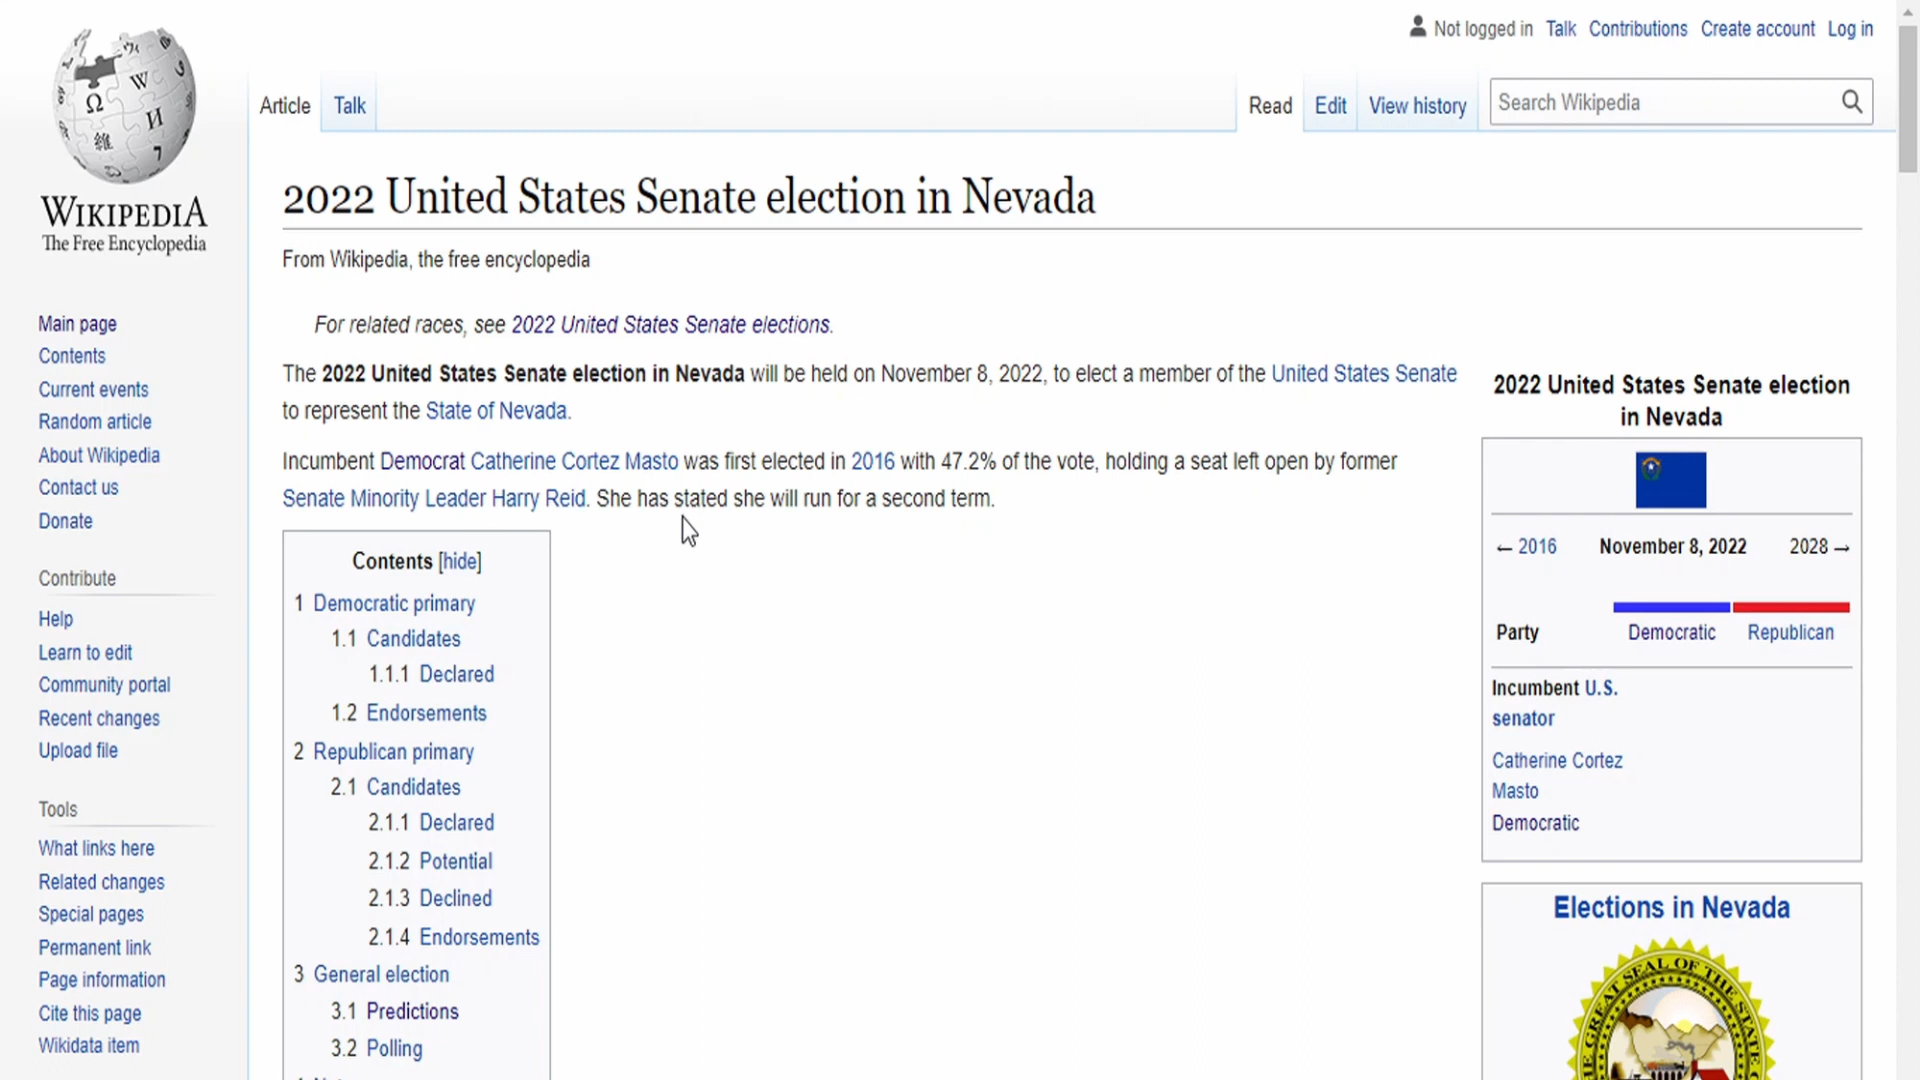 Not logged in Talk Contributions Create account Log in
Article Talk Read Edit View history Search Wikipedia
WIKIPEDIA
The Free Encyclopedia
2022 United States Senate election in Nevada
From Wikipedia, the free encyclopedia
For related races, see 2022 United States Senate elections.
The 2022 United States Senate election in Nevada will be held on November 8, 2022, to elect a member of the United States Senate
to represent the State of Nevada.
Incumbent Democrat Catherine Cortez Masto was first elected in 2016 with 47.2% of the vote, holding a seat left open by former
Senate Minority Leader Harry Reid. She has stated she will run for a second term.
Main page
Contents
Current events
Random article
About Wikipedia
Contact us
Donate
Contribute
Help
Learn to edit
Community portal
Recent changes
Upload file
Tools
What links here
Related changes
Special pages
Permanent link
Page information
Cite this page
Wikidata item
Contents [hide]
1 Democratic primary
1.1 Candidates
1.1.1 Declared
1.2 Endorsements
2 Republican primary
2.1 Candidates
2.1.1 Declared
2.1.2 Potential
2.1.3 Declined
2.1.4 Endorsements
3 General election
3.1 Predictions
3.2 Polling
2022 United States Senate election
in Nevada
← 2016 November 8, 2022 2028 →
Party Democratic Republican
Incumbent U.S.
senator
Catherine Cortez
Masto
Democratic
Elections in Nevada
GREAT SEAL OF THE STATE